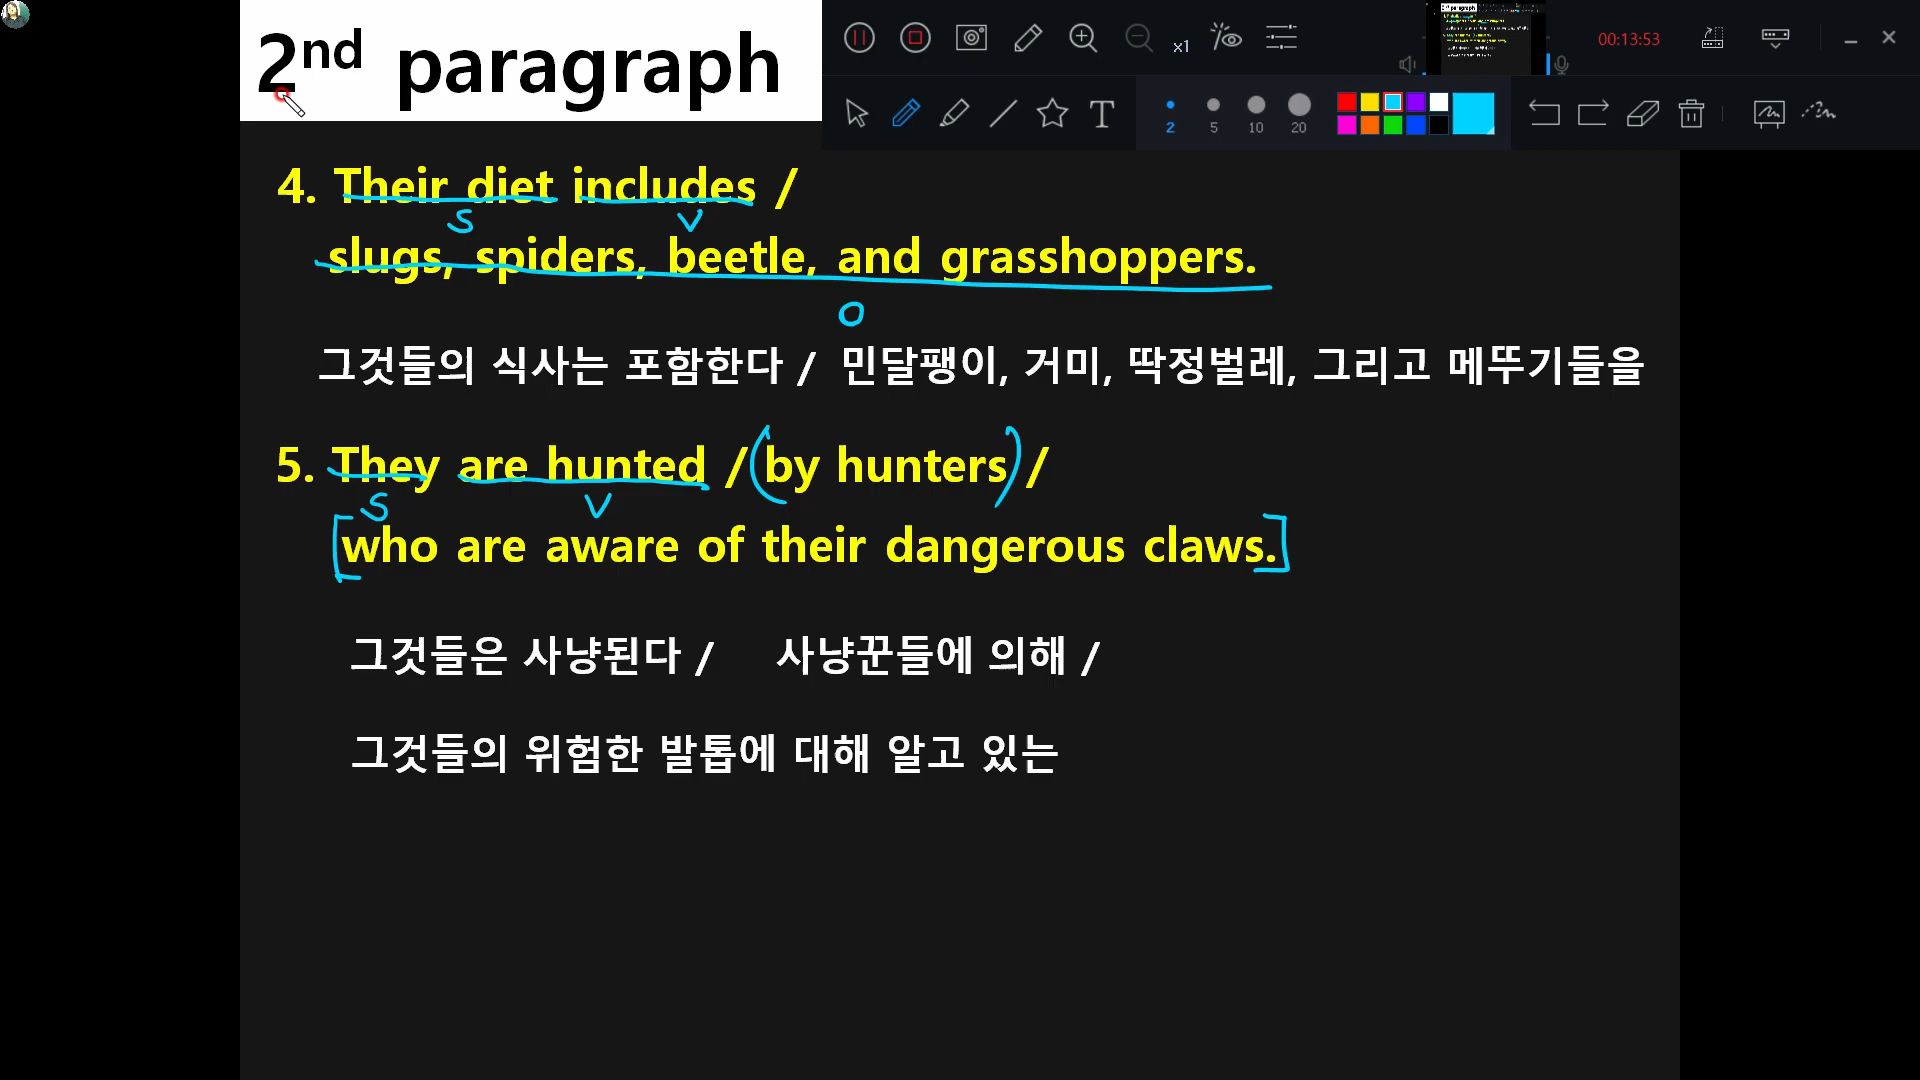 2nd paragraph
x1
00:13:53
T
2 5 10 20
4. Their diet includes /
S V
slugs, spiders, beetle, and grasshoppers.
O
그것들의 식사는 포함한다 / 민달팽이, 거미, 딱정벌레, 그리고 메뚜기들을
5. They are hunted / (by hunters) /
S V
[who are aware of their dangerous claws.]
그것들은 사냥된다 / 사냥꾼들에 의해 /
그것들의 위험한 발톱에 대해 알고 있는